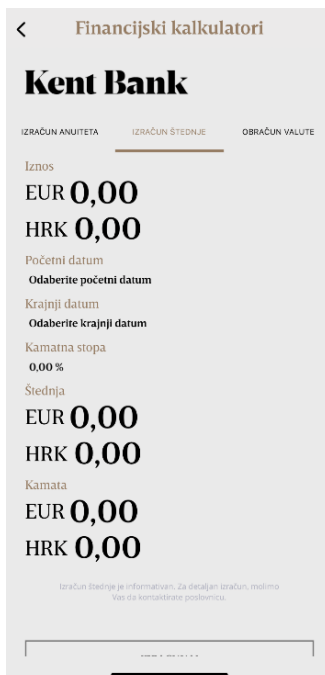 Financijski kalkulatori
Kent Bank
IZRAČUN ANUITETA IZRAČUN ŠTEDNJE OBRAČUN VALUTE
Iznos
EUR 0,00
HRK 0,00
Početni datum
Odaberite početni datum
Krajnji datum
Odaberite krajnji datum
Kamatna stopa
0,00 %
Štednja
EUR 0,00
HRK 0,00
Kamata
EUR 0,00
HRK 0,00
Izračun štednje je informativan. Za detaljan izračun, molimo
Vas da kontaktirate poslovnicu.